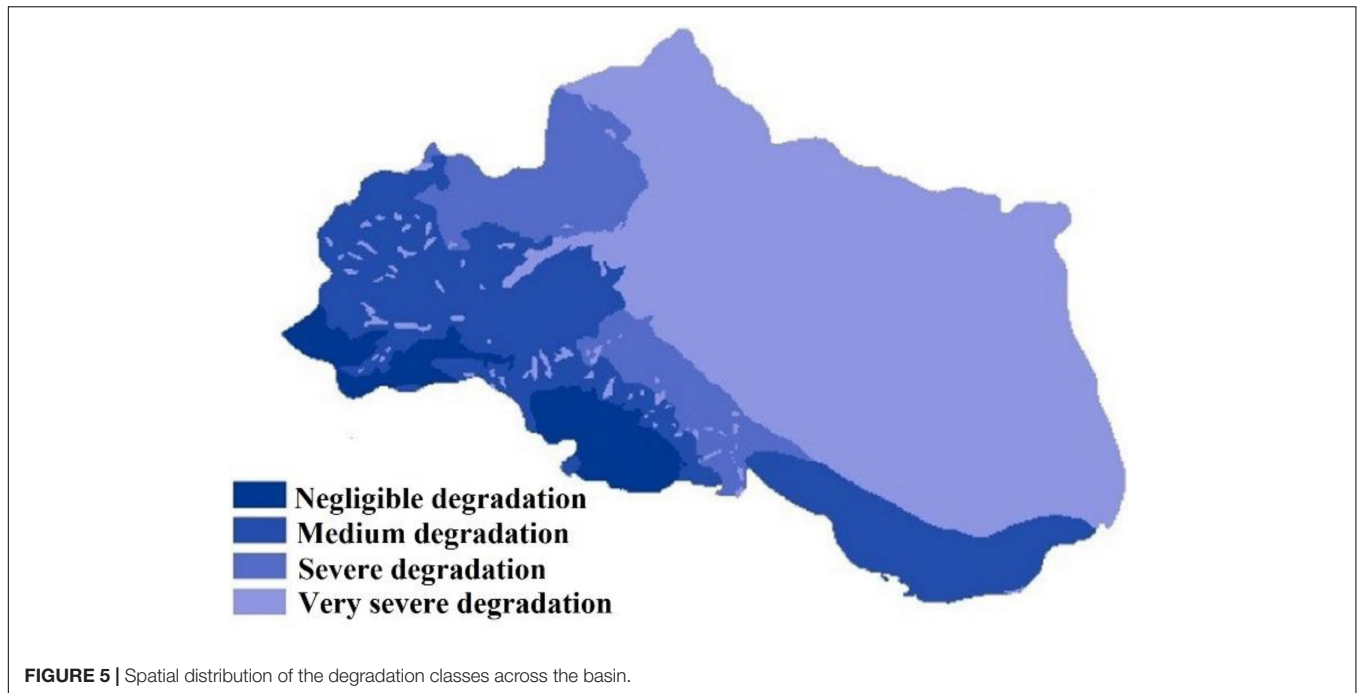 Negligible degradation
Medium degradation
Severe degradation
Very severe degradation
FIGURE 5 | Spatial distribution of the degradation classes across the basin.